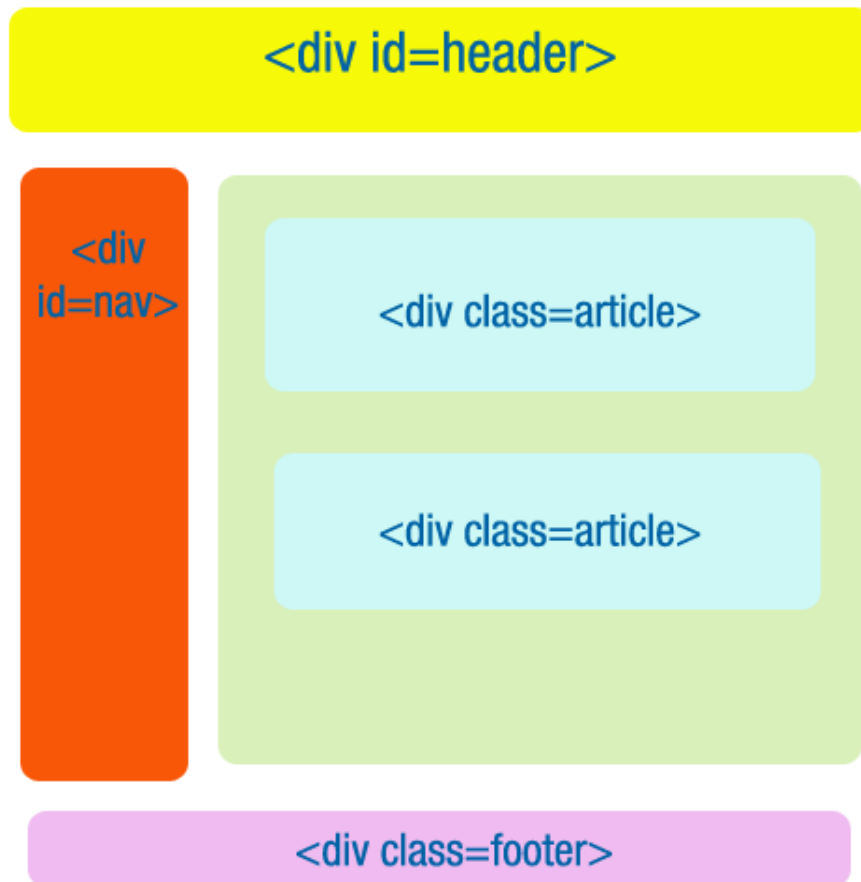 <div id=header>
<div
id=nav>
<div class=article>
<div class=article>
<div class=footer>